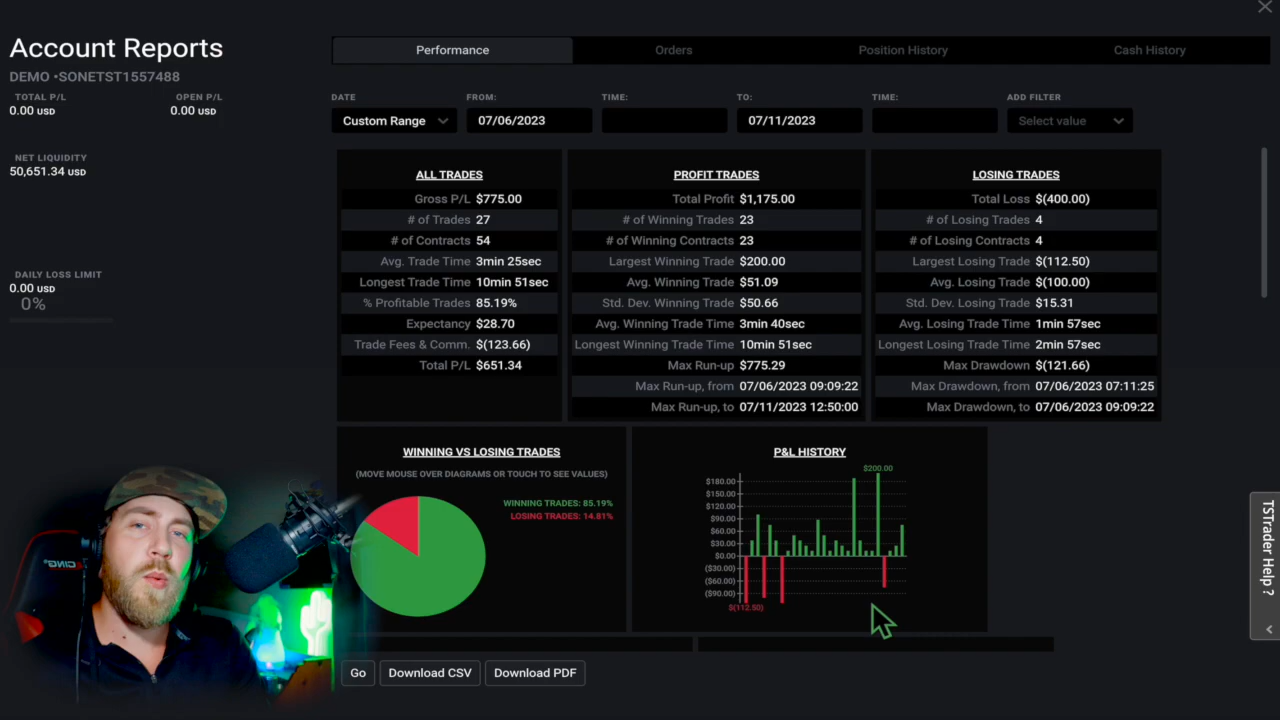 Account Reports
DEMO •SONETST1557488
TOTAL P/L OPEN P/L
0.00 USD 0.00 USD
NET LIQUIDITY
50,651.34 USD
DAILY LOSS LIMIT
0.00 USD
0%
Performance Orders Position History Cash History
DATE FROM: TIME: TO: TIME: ADD FILTER
Custom Range 07/06/2023 07/11/2023 Select value
ALL TRADES
Gross P/L $775.00
# of Trades 27
# of Contracts 54
Avg. Trade Time 3min 25sec
Longest Trade Time 10min 51sec
% Profitable Trades 85.19%
Expectancy $28.70
Trade Fees & Comm. $(123.66)
Total P/L $651.34
PROFIT TRADES
Total Profit $1,175.00
# of Winning Trades 23
# of Winning Contracts 23
Largest Winning Trade $200.00
Avg. Winning Trade $51.09
Std. Dev. Winning Trade $50.66
Avg. Winning Trade Time 3min 40sec
Longest Winning Trade Time 10min 51sec
Max Run-up $775.29
Max Run-up, from 07/06/2023 09:09:22
Max Run-up, to 07/11/2023 12:50:00
LOSING TRADES
Total Loss $(400.00)
# of Losing Trades 4
# of Losing Contracts 4
Largest Losing Trade $(112.50)
Avg. Losing Trade $(100.00)
Std. Dev. Losing Trade $15.31
Avg. Losing Trade Time 1min 57sec
Longest Losing Trade Time 2min 57sec
Max Drawdown $(121.66)
Max Drawdown, from 07/06/2023 07:11:25
Max Drawdown, to 07/06/2023 09:09:22
WINNING VS LOSING TRADES
(MOVE MOUSE OVER DIAGRAMS OR TOUCH TO SEE VALUES)
WINNING TRADES: 85.19%
LOSING TRADES: 14.81%
P&L HISTORY
$200.00
$180.00
$150.00
$120.00
$90.00
$60.00
$30.00
$0.00
($30.00)
($60.00)
($90.00)
$(112.50)
TSTrader Help ?
Go Download CSV Download PDF